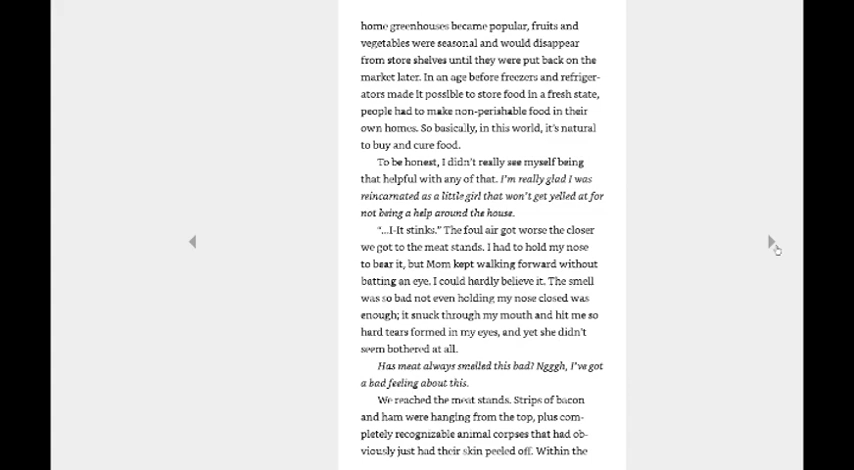 home greenhouses became popular, fruits and
vegetables were seasonal and would disappear
from store shelves until they were put back on the
market later. In an age before freezers and refriger-
ators made it possible to store food in a fresh state,
people had to make non-perishable food in their
own homes. So basically, in this world, it's natural
to buy and cure food.
To be honest, I didn't really see myself being
that helpful with any of that. I'm really glad I was
reincarnated as a little girl that won't get yelled at for
not being a help around the house.
"...I-It stinks." The foul air got worse the closer
we got to the meat stands. I had to hold my nose
to bear it, but Mom kept walking forward without
batting an eye. I could hardly believe it. The smell
was so bad not even holding my nose closed was
enough; it snuck through my mouth and hit me so
hard tears formed in my eyes, and yet she didn't
seem bothered at all.
Has meat always smelled this bad? Ngggh, I've got
a bad feeling about this.
We reached the meat stands. Strips of bacon
and ham were hanging from the top, plus com-
pletely recognizable animal corpses that had ob-
viously just had their skin peeled off. Within the